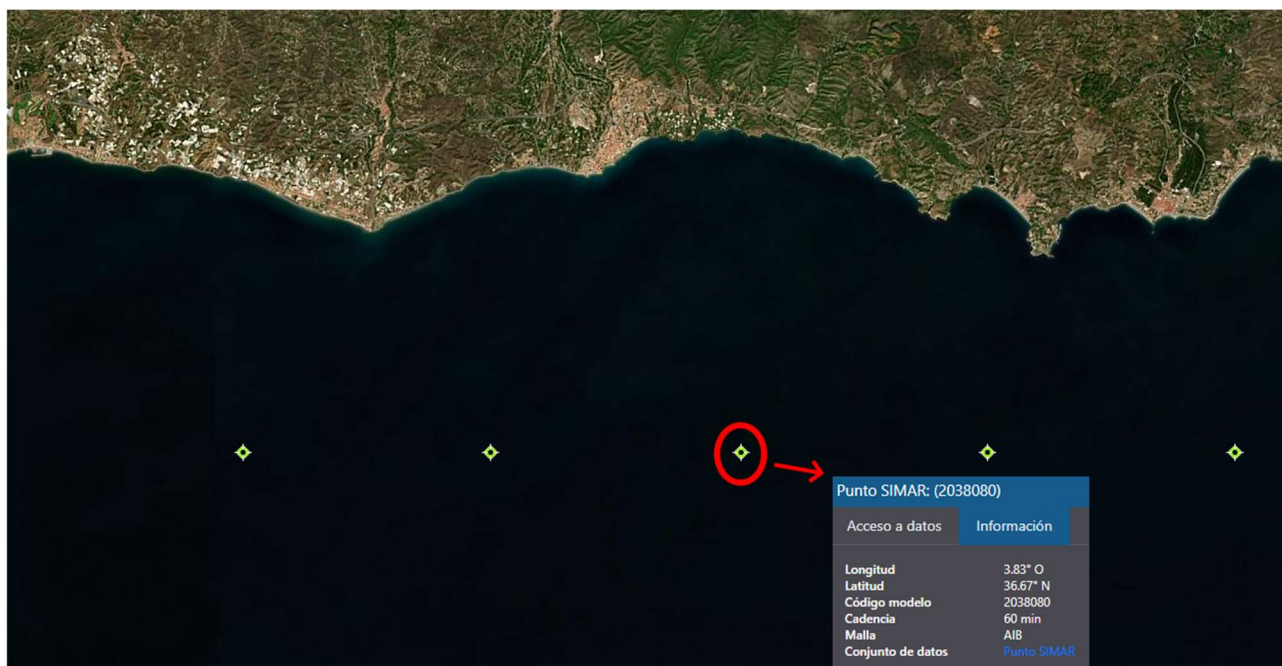 Punto SIMAR: (2038080)
Acceso a datos Información
Longitud 3.83° O
Latitud 36.67° N
Código modelo 2038080
Cadencia 60 min
Malla AIB
Conjunto de datos Punto SIMAR